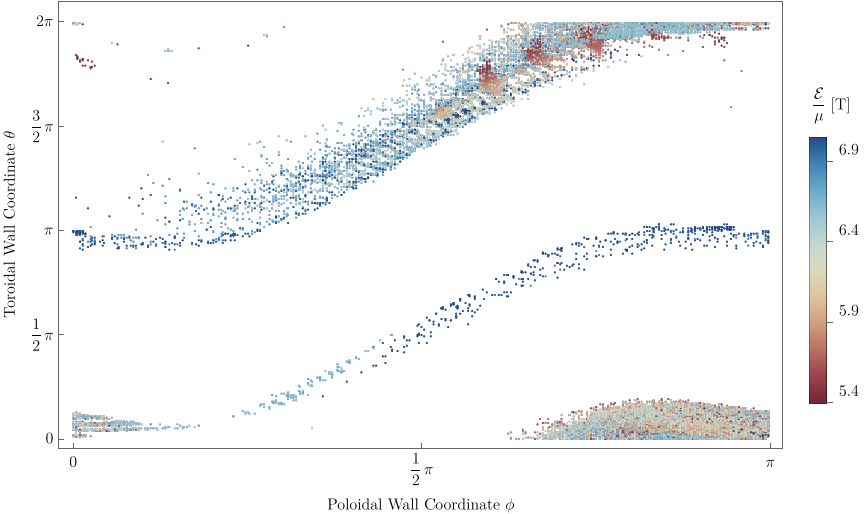 2π
3/2 π
π
1/2 π
0
Toroidal Wall Coordinate θ
0
1/2 π
π
Poloidal Wall Coordinate ϕ
ℰ/μ [T]
6.9
6.4
5.9
5.4